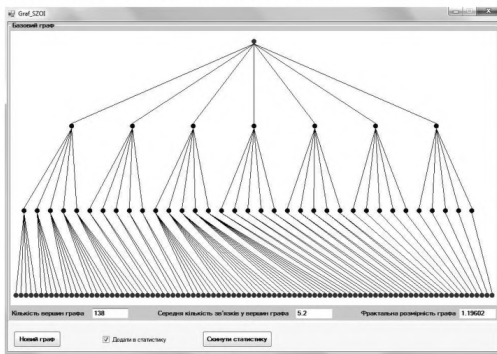 Graf_SZOI
Базовий граф
Кількість вершин графа 138 Середня кількість зв'язків у вершин графа 5.2 Фрактальна розмірність графа 1.19602
Новий граф Додати в статистику Скинути статистику